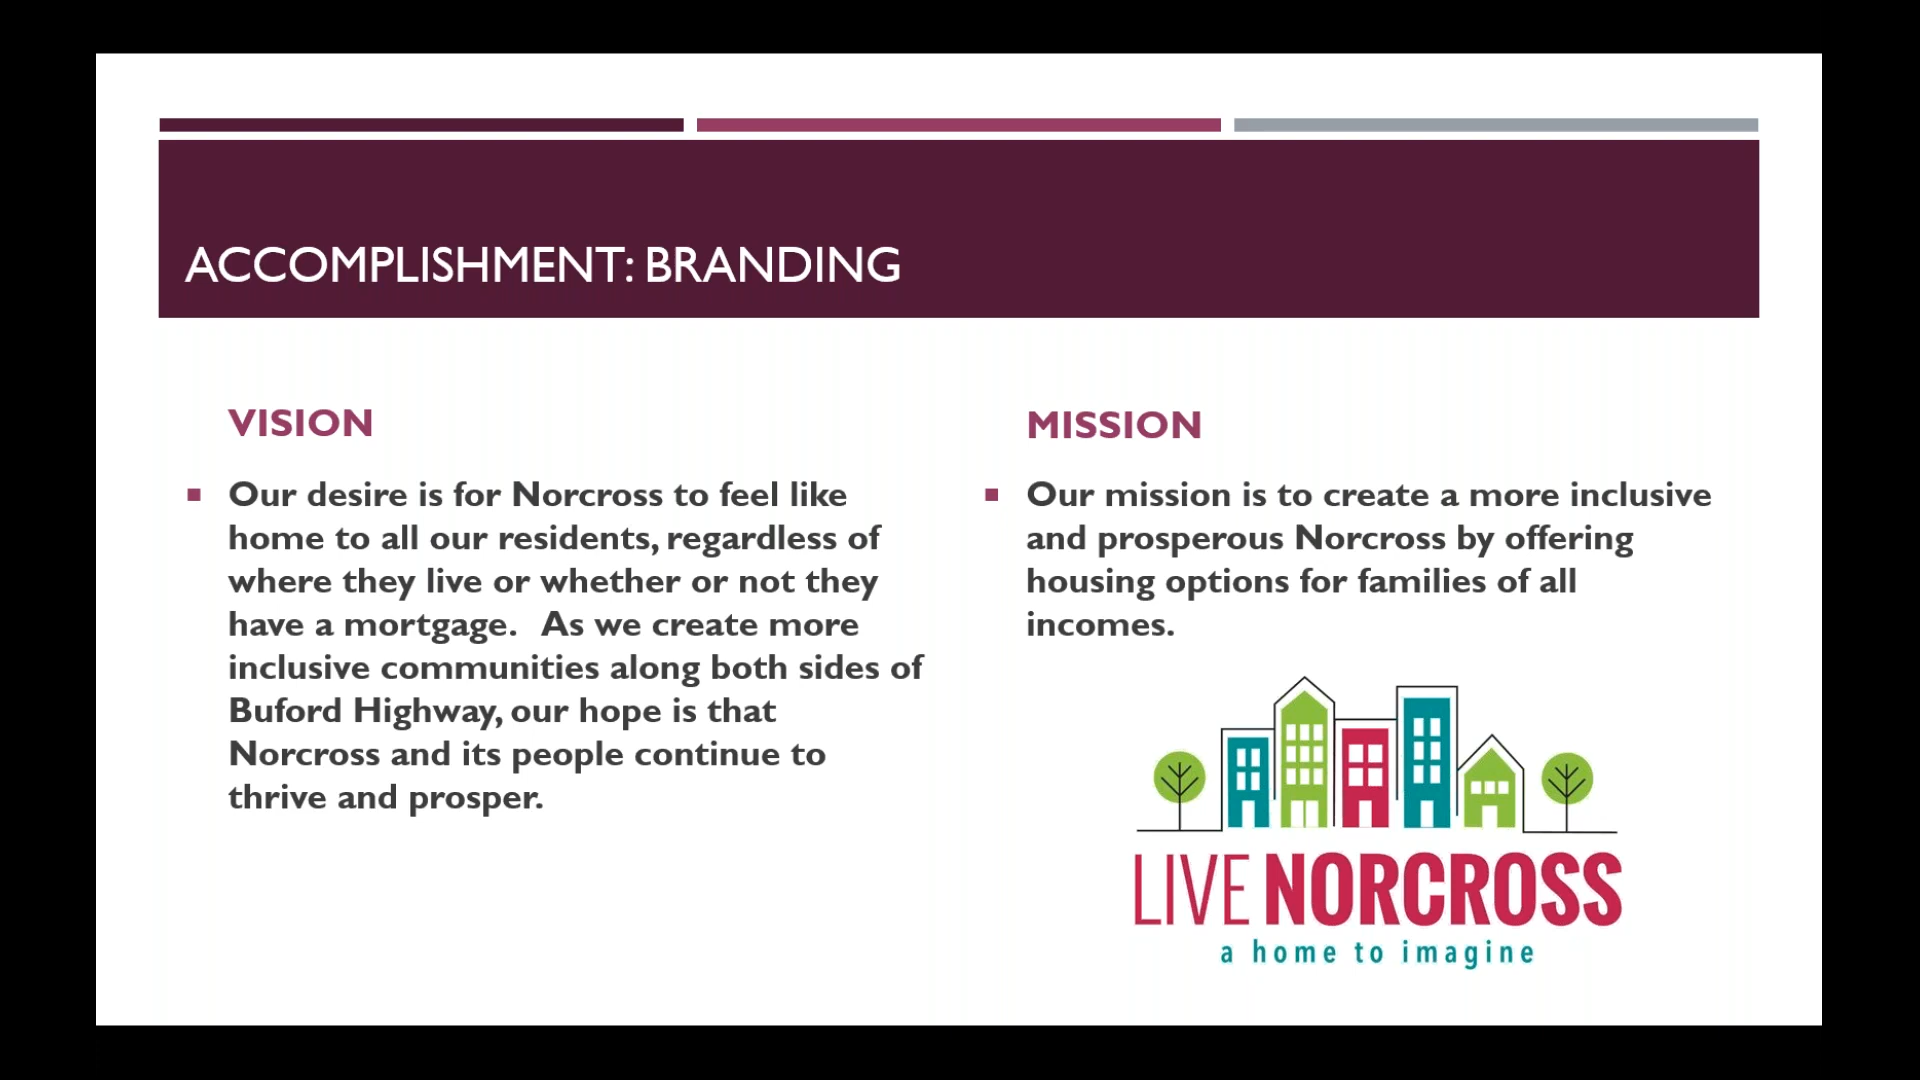 ACCOMPLISHMENT: BRANDING
VISION
Our desire is for Norcross to feel like
home to all our residents, regardless of
where they live or whether or not they
have a mortgage.   As we create more
inclusive communities along both sides of
Buford Highway, our hope is that
Norcross and its people continue to
thrive and prosper.
MISSION
Our mission is to create a more inclusive
and prosperous Norcross by offering
housing options for families of all
incomes.
LIVE NORCROSS
a home to imagine